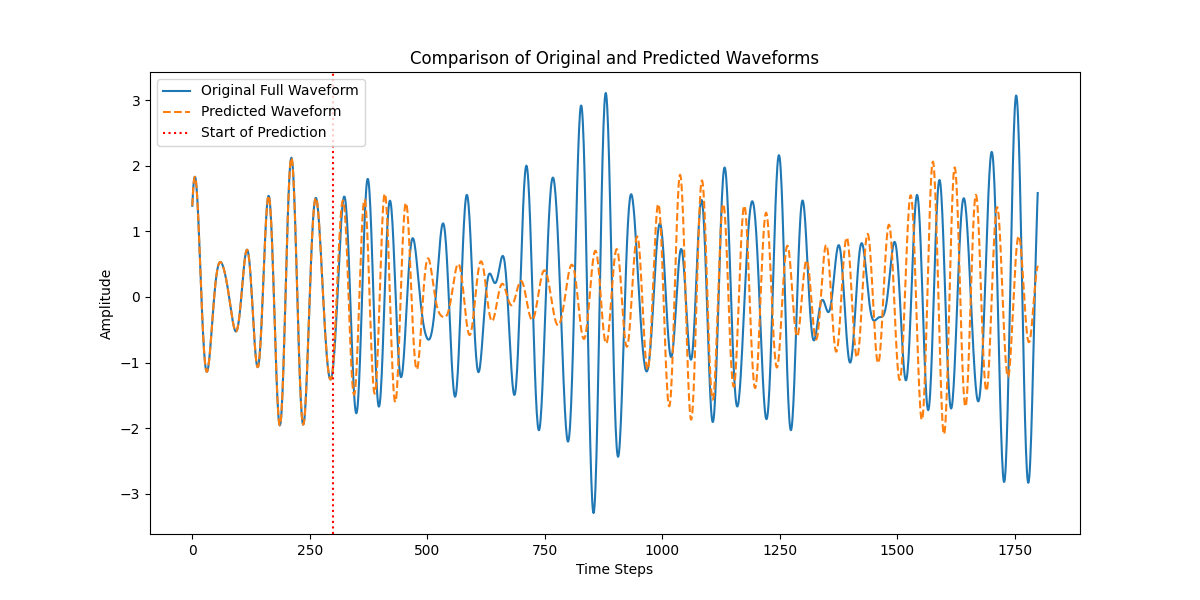 Comparison of Original and Predicted Waveforms
Original Full Waveform
Predicted Waveform
Start of Prediction
3
2
1
0
−1
−2
−3
Amplitude
0 250 500 750 1000 1250 1500 1750
Time Steps